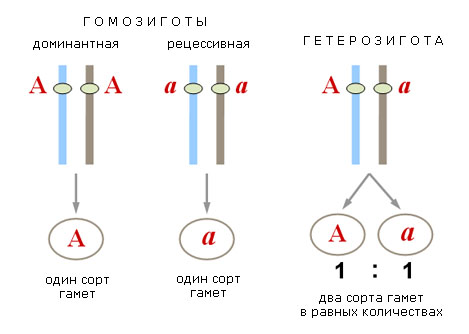 ГОМОЗИГОТЫ
доминантная рецессивная
ГЕТЕРОЗИГОТА
A A a a A a
A a A a
1 : 1
один сорт
гамет
один сорт
гамет
два сорта гамет
в равных количествах